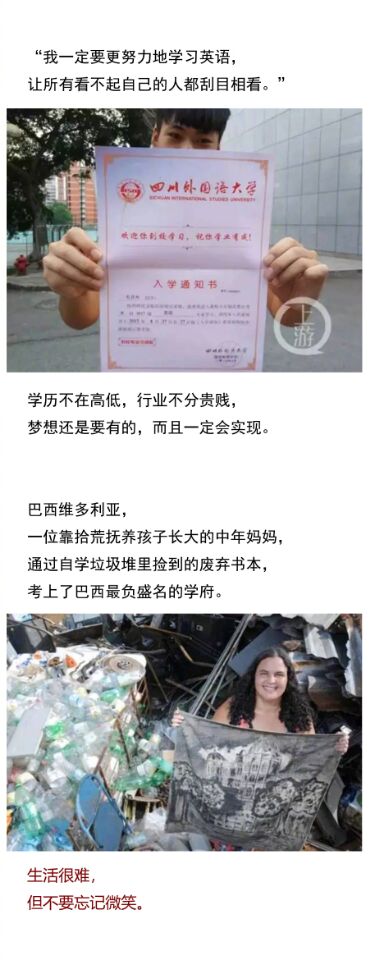 “我一定要更努力地学习英语，
让所有看不起自己的人都刮目相看。”
四川外国语大学
SICHUAN INTERNATIONAL STUDIES UNIVERSITY
欢迎你到校学习，祝你学业有成！
入学通知书
四川外国语大学
上游
学历不在高低，行业不分贵贱，
梦想还是要有的，而且一定会实现。
巴西维多利亚，
一位靠拾荒抚养孩子长大的中年妈妈，
通过自学垃圾堆里捡到的废弃书本，
考上了巴西最负盛名的学府。
生活很难，
但不要忘记微笑。